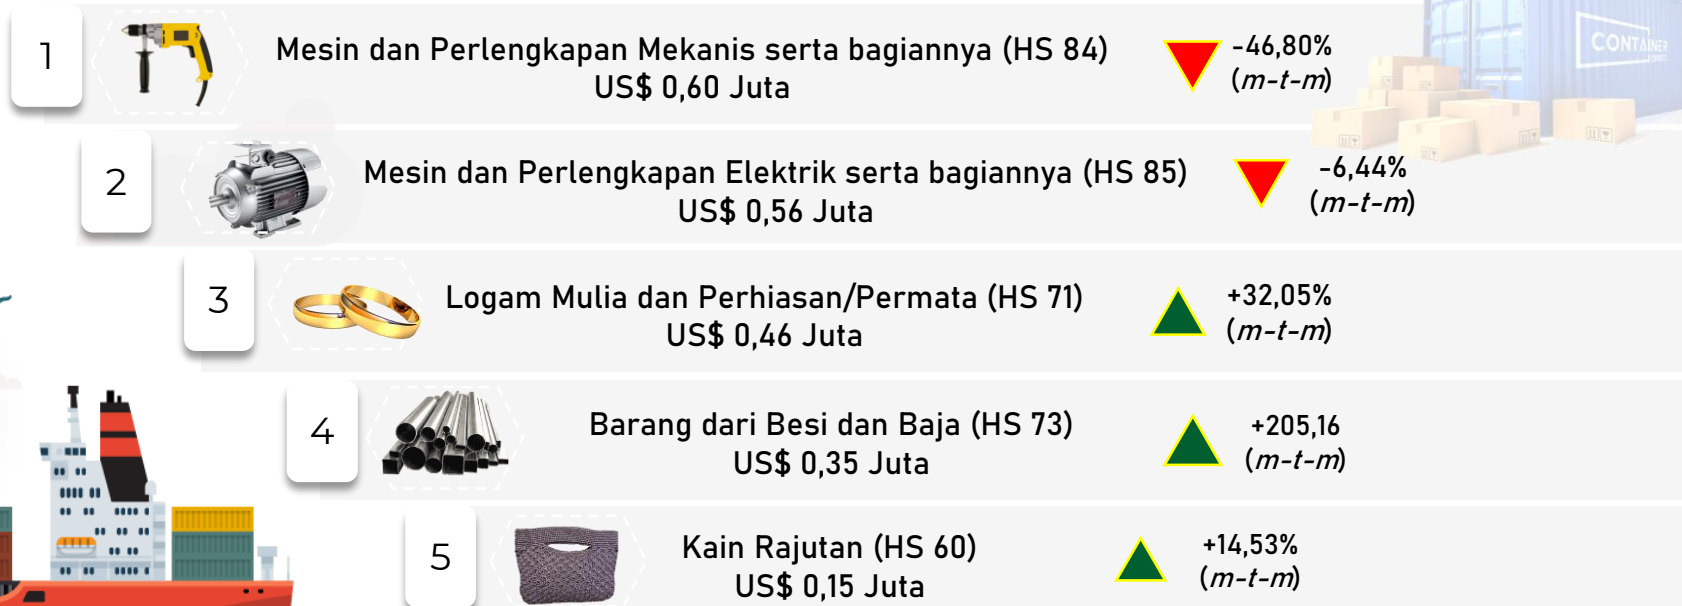 1
Mesin dan Perlengkapan Mekanis serta bagiannya (HS 84)
US$ 0,60 Juta
-46,80%
(m-t-m)
CONTAINER
2
Mesin dan Perlengkapan Elektrik serta bagiannya (HS 85)
US$ 0,56 Juta
-6,44%
(m-t-m)
3
Logam Mulia dan Perhiasan/Permata (HS 71)
US$ 0,46 Juta
+32,05%
(m-t-m)
4
Barang dari Besi dan Baja (HS 73)
US$ 0,35 Juta
+205,16
(m-t-m)
5
Kain Rajutan (HS 60)
US$ 0,15 Juta
+14,53%
(m-t-m)